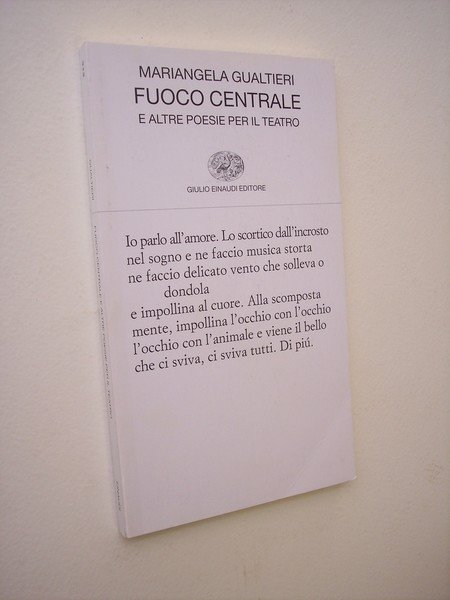 MARIANGELA GUALTIERI
FUOCO CENTRALE
E ALTRE POESIE PER IL TEATRO
GIULIO EINAUDI EDITORE
Io parlo all'amore. Lo scortico dall'incrosto
nel sogno e ne faccio musica storta
ne faccio delicato vento che solleva o
dondola
e impollina al cuore. Alla scomposta
mente, impollina l'occhio con l'occhio
l'occhio con l'animale e viene il bello
che ci sviva, ci sviva tutti. Di piú.